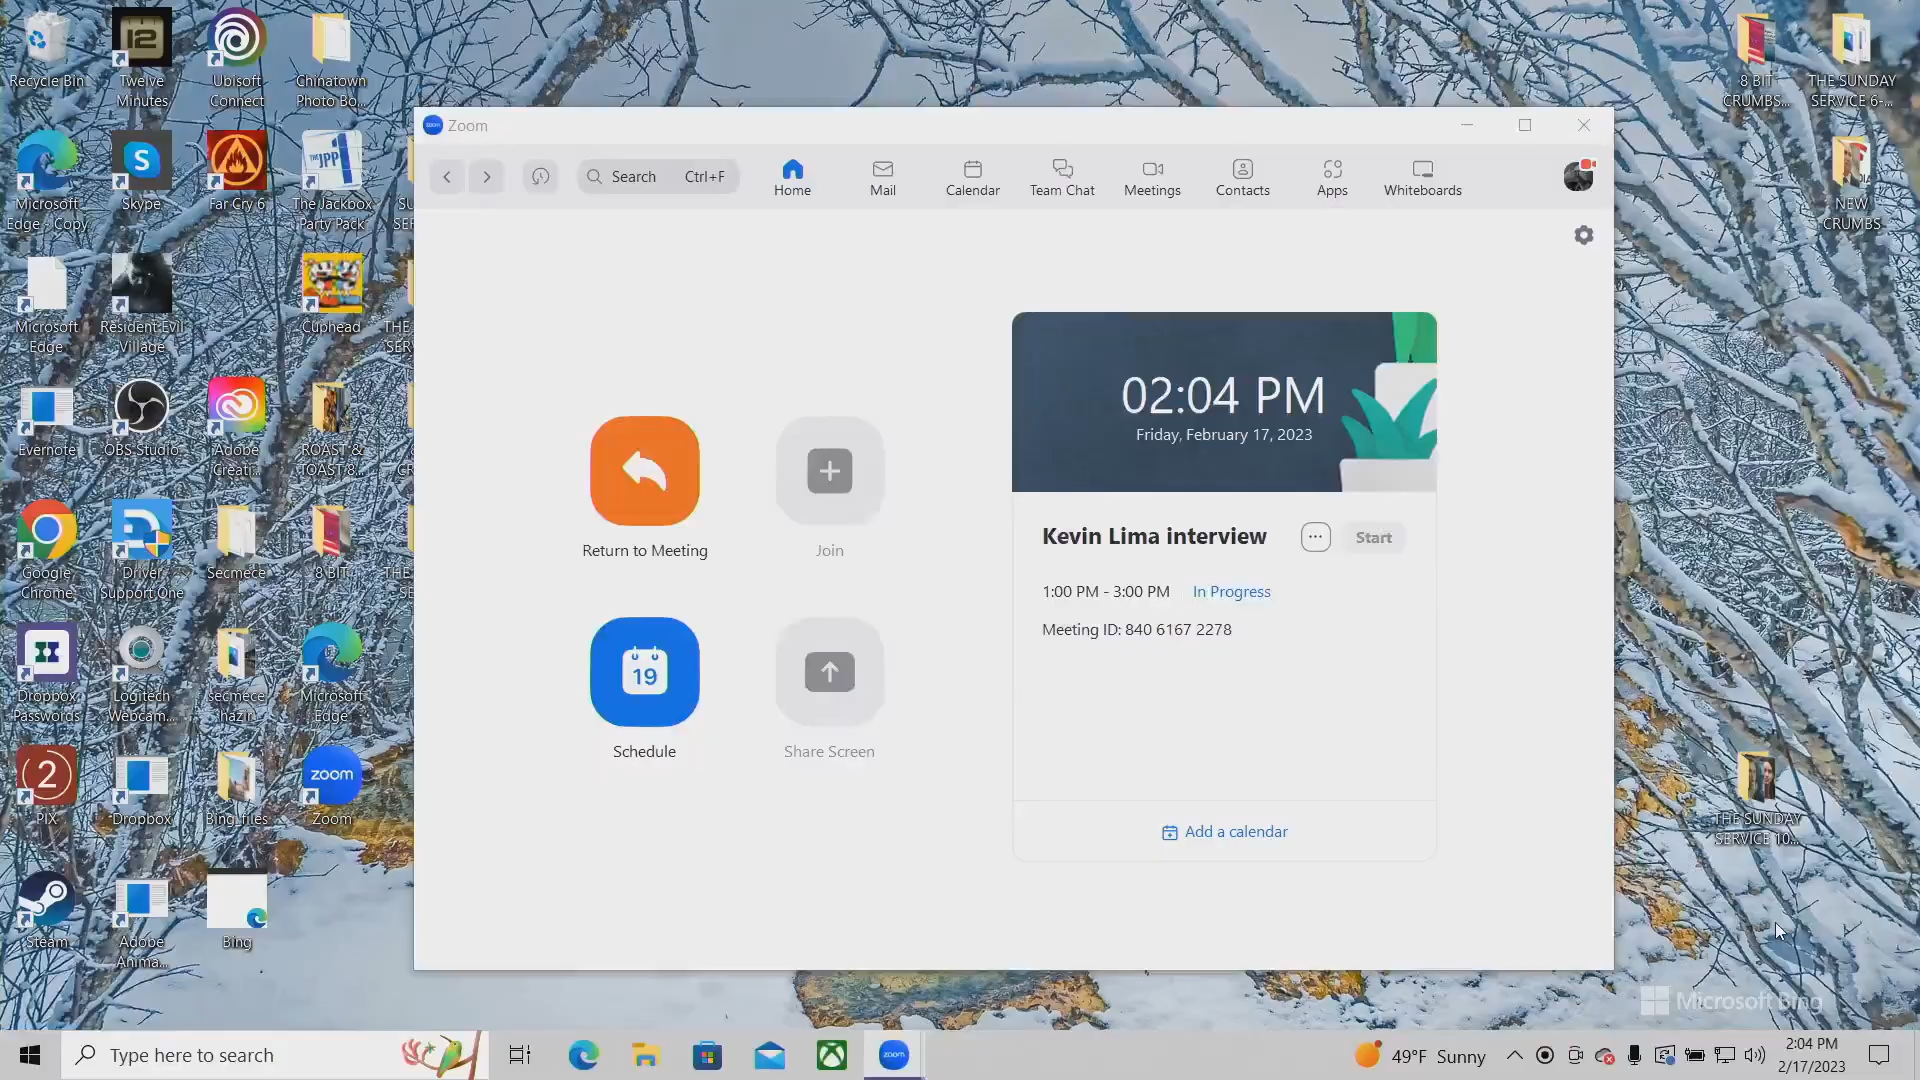 Recycle Bin
Twelve
Minutes
Ubisoft
Connect
Chinatown
Photo Bo...
8 BIT
CRUMBS...
THE SUNDAY
SERVICE 6-...
Zoom
Search Ctrl+F
Home
Mail
Calendar
Team Chat
Meetings
Contacts
Apps
Whiteboards
Microsoft
Edge - Copy
Skype
Far Cry 6
The Jackbox
Party Pack
NEW
CRUMBS
Microsoft
Edge
Resident Evil
Village
Cuphead
02:04 PM
Friday, February 17, 2023
Return to Meeting
Join
Kevin Lima interview
Start
1:00 PM - 3:00 PM In Progress
Meeting ID: 840 6167 2278
19
Schedule
Share Screen
Add a calendar
Evernote
OBS Studio
Adobe
Creati...
ROAST &
TOAST 8...
Google
Chrome
Driver
Support One
Secmece
8 BIT
Dropbox
Passwords
Logitech
Webcam...
secmece
hazir
Microsoft
Edge
2
PIX
Dropbox
Bing files
zoom
Zoom
THE SUNDAY
SERVICE 10...
Steam
Adobe
Anima...
Bing
Microsoft Bing
Type here to search
zoom
49°F Sunny
2:04 PM
2/17/2023